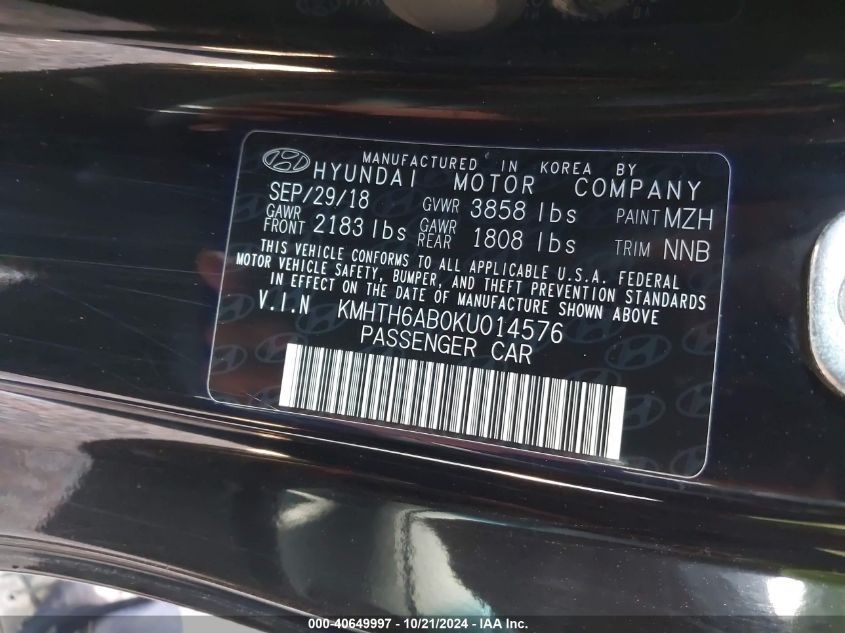 MANUFACTURED IN KOREA BY
HYUNDAI MOTOR COMPANY
SEP/29/18 GVWR 3858 lbs PAINT MZH
GAWR FRONT 2183 lbs GAWR REAR 1808 lbs TRIM NNB
THIS VEHICLE CONFORMS TO ALL APPLICABLE U.S.A. FEDERAL
MOTOR VEHICLE SAFETY, BUMPER, AND THEFT PREVENTION STANDARDS
IN EFFECT ON THE DATE OF MANUFACTURE SHOWN ABOVE
V.I.N KMHTH6AB0KU014576
PASSENGER CAR
000-40649997 - 10/21/2024 - IAA Inc.